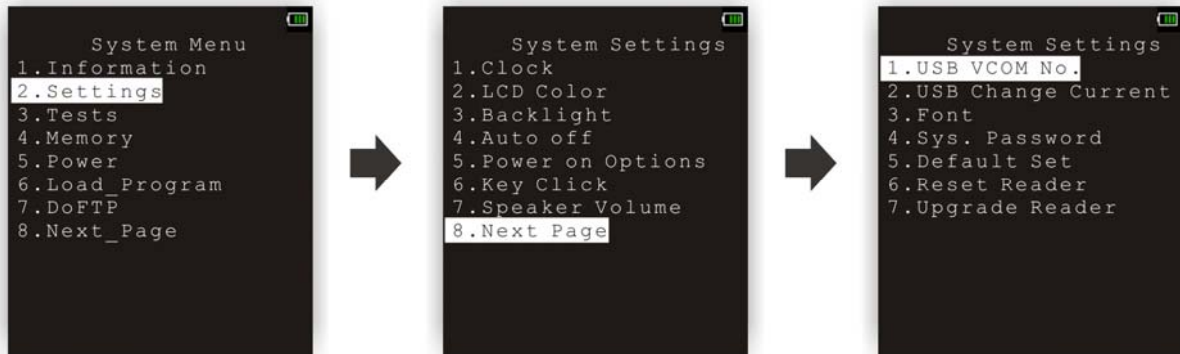 System Menu
1.Information
2.Settings
3.Tests
4.Memory
5.Power
6.Load_Program
7.DoFTP
8.Next_Page
System Settings
1.Clock
2.LCD Color
3.Backlight
4.Auto off
5.Power on Options
6.Key Click
7.Speaker Volume
8.Next Page
System Settings
1.USB VCOM No.
2.USB Change Current
3.Font
4.Sys. Password
5.Default Set
6.Reset Reader
7.Upgrade Reader